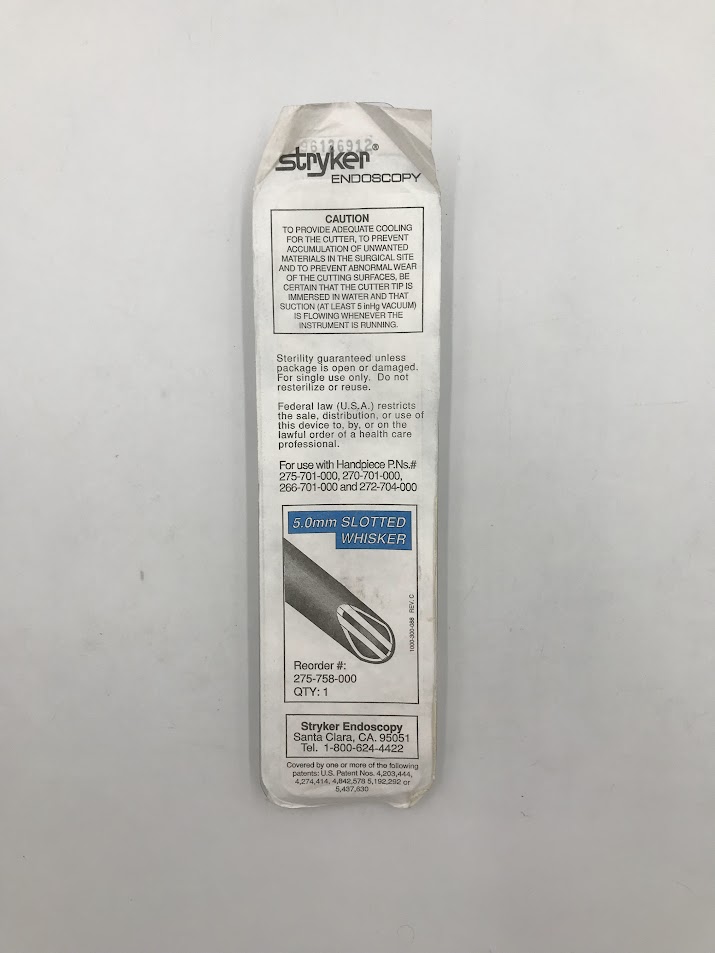 96126912
stryker®
ENDOSCOPY
CAUTION
TO PROVIDE ADEQUATE COOLING
FOR THE CUTTER, TO PREVENT
ACCUMULATION OF UNWANTED
MATERIALS IN THE SURGICAL SITE
AND TO PREVENT ABNORMAL WEAR
OF THE CUTTING SURFACES, BE
CERTAIN THAT THE CUTTER TIP IS
IMMERSED IN WATER AND THAT
SUCTION (AT LEAST 5 inHg VACUUM)
IS FLOWING WHENEVER THE
INSTRUMENT IS RUNNING.
Sterility guaranteed unless
package is open or damaged.
For single use only. Do not
resterilize or reuse.
Federal law (U.S.A.) restricts
the sale, distribution, or use of
this device to, by, or on the
lawful order of a health care
professional.
For use with Handpiece P.Ns.#
275-701-000, 270-701-000,
266-701-000 and 272-704-000
5.0mm SLOTTED
WHISKER
1000-300-088 REV. C
Reorder #:
275-758-000
QTY: 1
Stryker Endoscopy
Santa Clara, CA. 95051
Tel. 1-800-624-4422
Covered by one or more of the following
patents: U.S. Patent Nos. 4,203,444,
4,274,414, 4,842,578 5,192,292 or
5,437,630